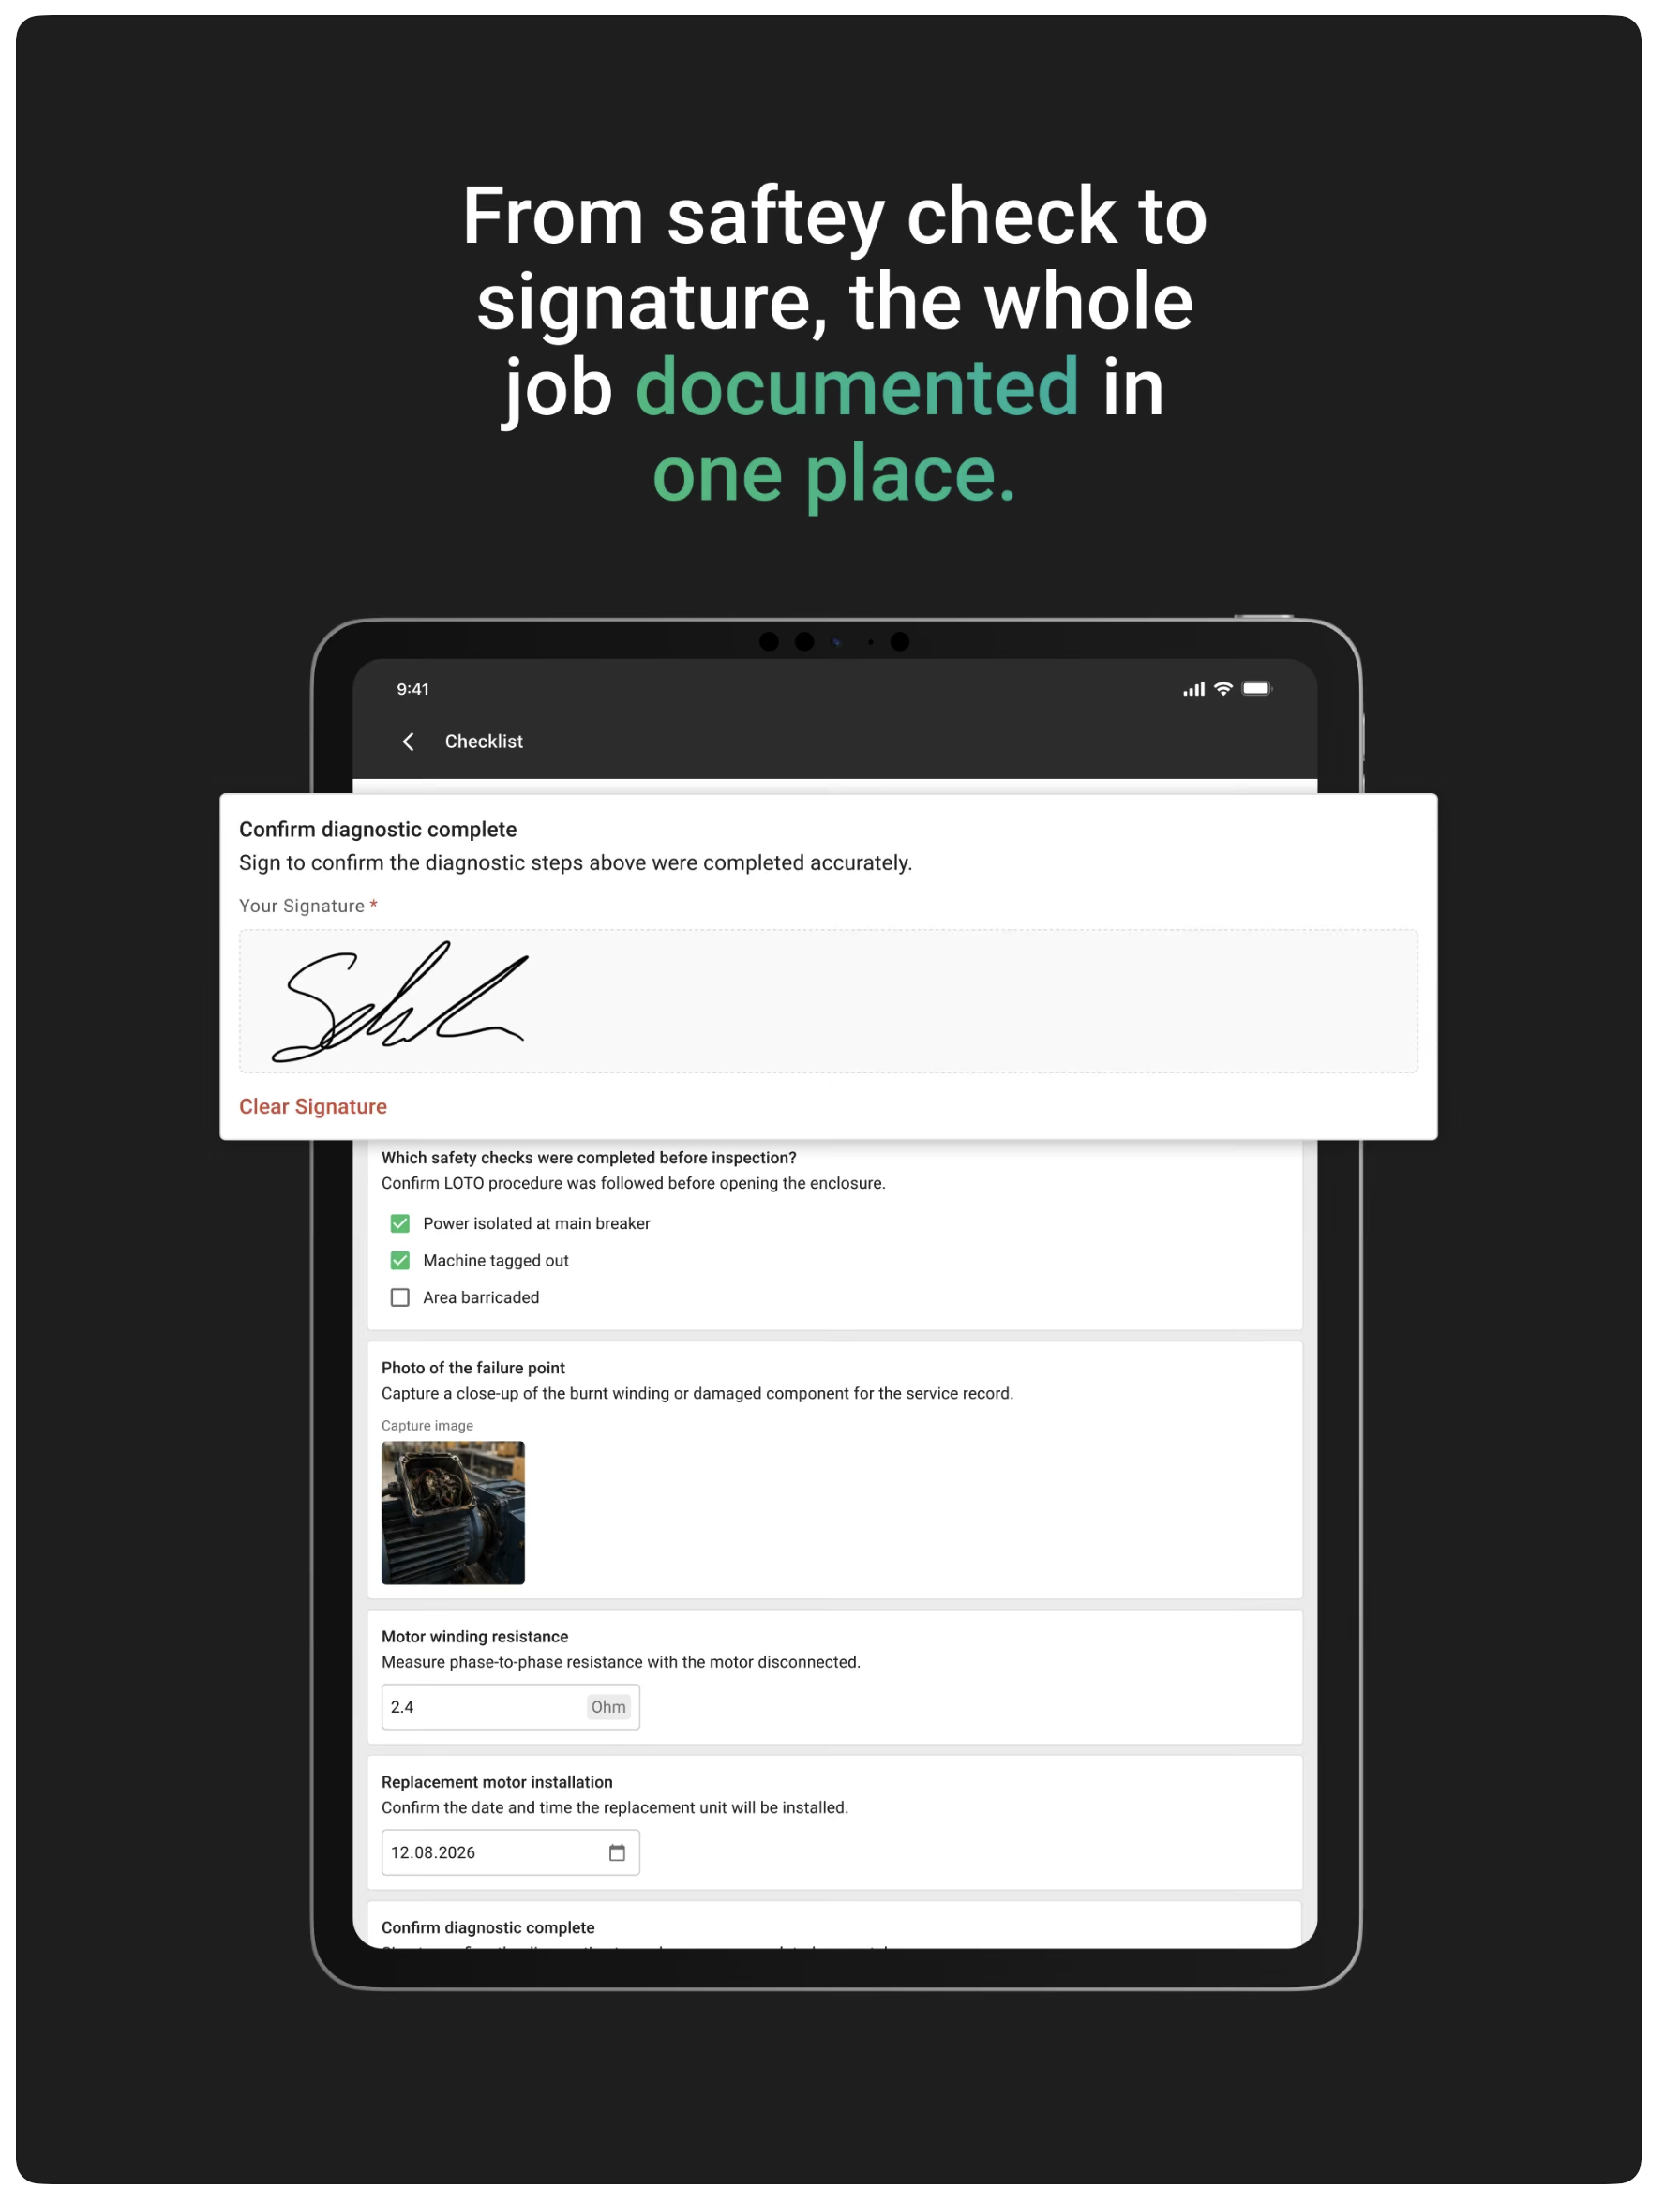 From saftey check to
signature, the whole
job documented in
one place.
9:41
Checklist
Confirm diagnostic complete
Sign to confirm the diagnostic steps above were completed accurately.
Your Signature *
Clear Signature
Which safety checks were completed before inspection?
Confirm LOTO procedure was followed before opening the enclosure.
Power isolated at main breaker
Machine tagged out
Area barricaded
Photo of the failure point
Capture a close-up of the burnt winding or damaged component for the service record.
Capture image
Motor winding resistance
Measure phase-to-phase resistance with the motor disconnected.
2.4 Ohm
Replacement motor installation
Confirm the date and time the replacement unit will be installed.
12.08.2026
Confirm diagnostic complete